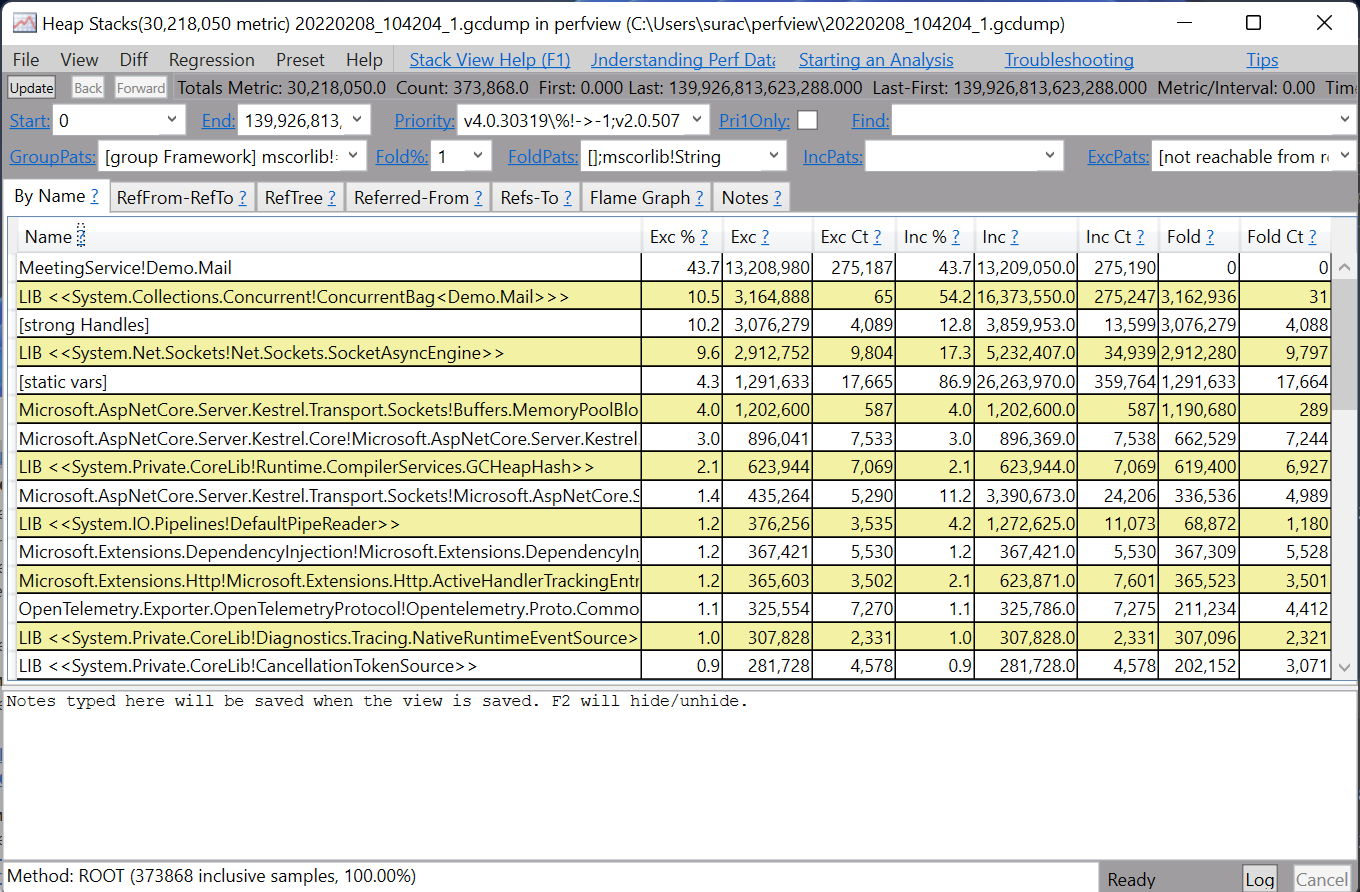 Heap Stacks(30,218,050 metric) 20220208_104204_1.gcdump in perfview (C:\Users\surac\perfview\20220208_104204_1.gcdump)
File View Diff Regression Preset Help Stack View Help (F1) Understanding Perf Data Starting an Analysis Troubleshooting Tips
Update Back Forward Totals Metric: 30,218,050.0 Count: 373,868.0 First: 0.000 Last: 139,926,813,623,288.000 Last-First: 139,926,813,623,288.000 Metric/Interval: 0.00 Tim
Start: 0 End: 139,926,813, Priority: v4.0.30319\%!->-1;v2.0.507 Pri1Only: Find:
GroupPats: [group Framework] mscorlib! Fold%: 1 FoldPats: [];mscorlib!String IncPats: ExcPats: [not reachable from r
By Name ? RefFrom-RefTo ? RefTree ? Referred-From ? Refs-To ? Flame Graph ? Notes ?
Name ? Exc % ? Exc ? Exc Ct ? Inc % ? Inc ? Inc Ct ? Fold ? Fold Ct ?
MeetingService!Demo.Mail 43.7 13,208,980 275,187 43.7 13,209,050.0 275,190 0 0
LIB <<System.Collections.Concurrent!ConcurrentBag<Demo.Mail>>> 10.5 3,164,888 65 54.2 16,373,550.0 275,247 3,162,936 31
[strong Handles] 10.2 3,076,279 4,089 12.8 3,859,953.0 13,599 3,076,279 4,088
LIB <<System.Net.Sockets!Net.Sockets.SocketAsyncEngine>> 9.6 2,912,752 9,804 17.3 5,232,407.0 34,939 2,912,280 9,797
[static vars] 4.3 1,291,633 17,665 86.9 26,263,970.0 359,764 1,291,633 17,664
Microsoft.AspNetCore.Server.Kestrel.Transport.Sockets!Buffers.MemoryPoolBlo 4.0 1,202,600 587 4.0 1,202,600.0 587 1,190,680 289
Microsoft.AspNetCore.Server.Kestrel.Core!Microsoft.AspNetCore.Server.Kestrel. 3.0 896,041 7,533 3.0 896,369.0 7,538 662,529 7,244
LIB <<System.Private.CoreLib!Runtime.CompilerServices.GCHeapHash>> 2.1 623,944 7,069 2.1 623,944.0 7,069 619,400 6,927
Microsoft.AspNetCore.Server.Kestrel.Transport.Sockets!Microsoft.AspNetCore.S 1.4 435,264 5,290 11.2 3,390,673.0 24,206 336,536 4,989
LIB <<System.IO.Pipelines!DefaultPipeReader>> 1.2 376,256 3,535 4.2 1,272,625.0 11,073 68,872 1,180
Microsoft.Extensions.DependencyInjection!Microsoft.Extensions.DependencyIn 1.2 367,421 5,530 1.2 367,421.0 5,530 367,309 5,528
Microsoft.Extensions.Http!Microsoft.Extensions.Http.ActiveHandlerTrackingEntr 1.2 365,603 3,502 2.1 623,871.0 7,601 365,523 3,501
OpenTelemetry.Exporter.OpenTelemetryProtocol!Opentelemetry.Proto.Commo 1.1 325,554 7,270 1.1 325,786.0 7,275 211,234 4,412
LIB <<System.Private.CoreLib!Diagnostics.Tracing.NativeRuntimeEventSource> 1.0 307,828 2,331 1.0 307,828.0 2,331 307,096 2,321
LIB <<System.Private.CoreLib!CancellationTokenSource>> 0.9 281,728 4,578 0.9 281,728.0 4,578 202,152 3,071
Notes typed here will be saved when the view is saved. F2 will hide/unhide.
Method: ROOT (373868 inclusive samples, 100.00%) Ready Log Cancel